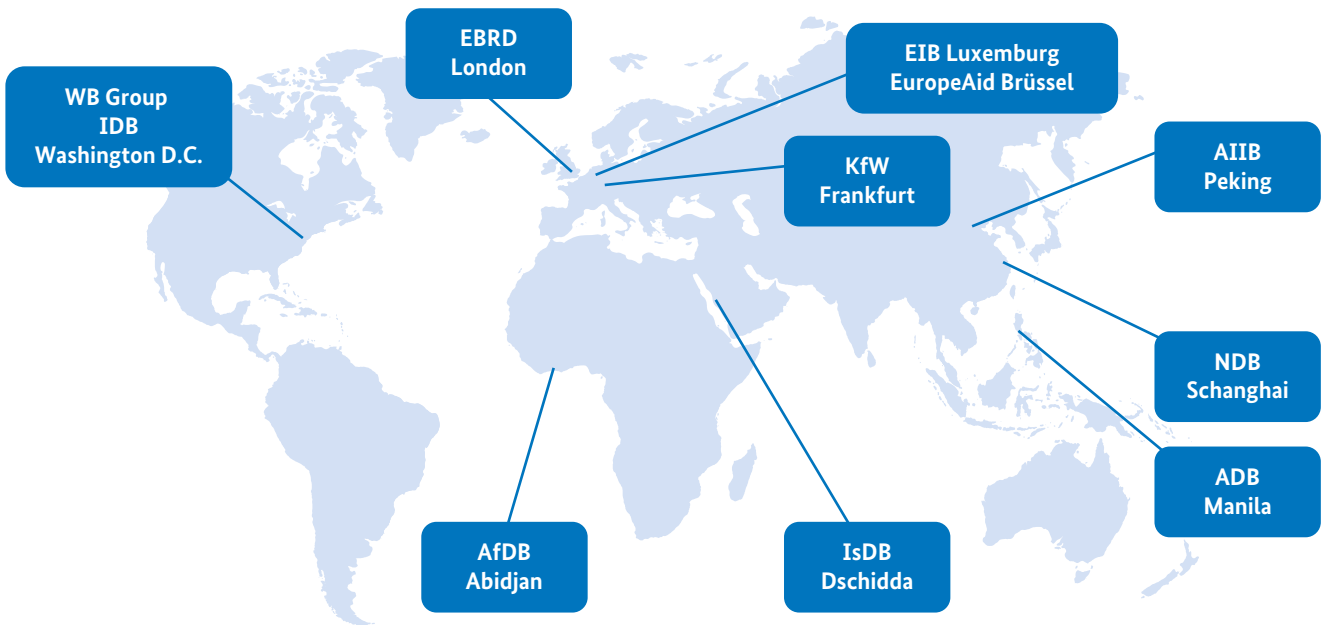 EBRD
London
EIB Luxemburg
EuropeAid Brüssel
WB Group
IDB
Washington D.C.
KfW
Frankfurt
AIIB
Peking
NDB
Schanghai
ADB
Manila
AfDB
Abidjan
IsDB
Dschidda